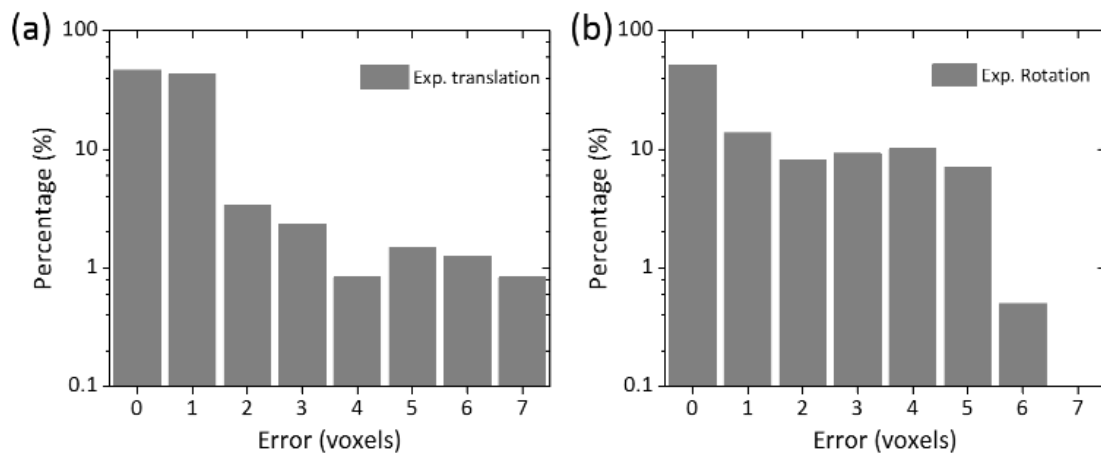 (a)
100
10
1
0.1
Percentage (%)
Exp. translation
0 1 2 3 4 5 6 7
Error (voxels)
(b)
100
10
1
0.1
Percentage (%)
Exp. Rotation
0 1 2 3 4 5 6 7
Error (voxels)